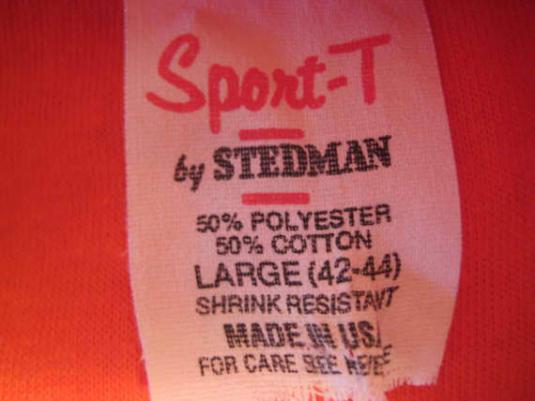 Sport-T
by STEDMAN
50% POLYESTER
50% COTTON
LARGE (42-44)
SHRINK RESISTANT
MADE IN USA
FOR CARE SEE